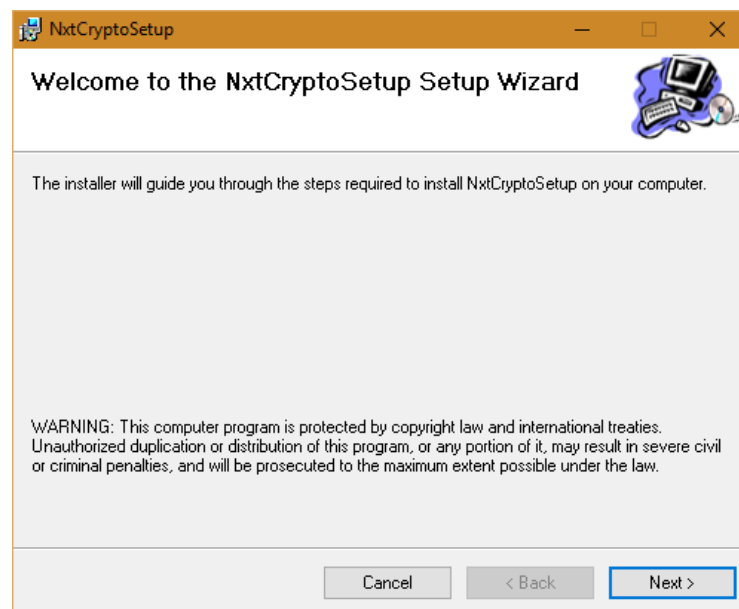 NxtCryptoSetup
Welcome to the NxtCryptoSetup Setup Wizard
The installer will guide you through the steps required to install NxtCryptoSetup on your computer.
WARNING: This computer program is protected by copyright law and international treaties.
Unauthorized duplication or distribution of this program, or any portion of it, may result in severe civil
or criminal penalties, and will be prosecuted to the maximum extent possible under the law.
Cancel
< Back
Next >